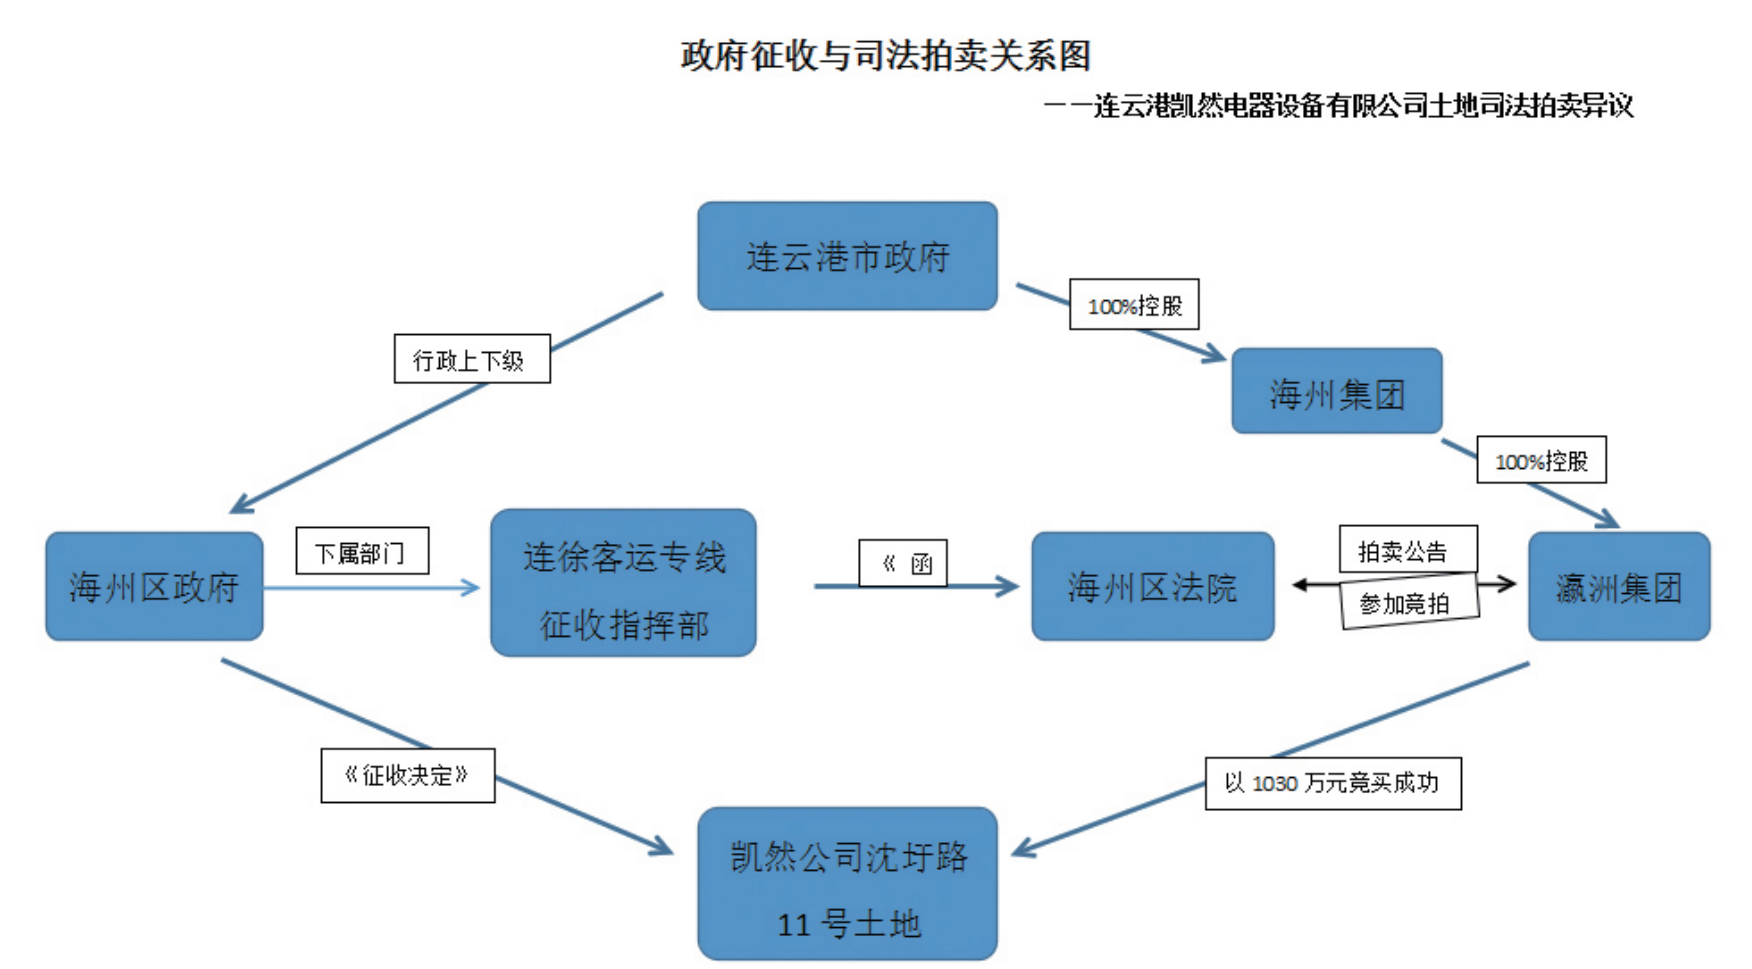 政府征收与司法拍卖关系图
——连云港凯然电器设备有限公司土地司法拍卖异议
连云港市政府
100%控股
行政上下级
海州集团
100%控股
海州区政府
下属部门
连徐客运专线
征收指挥部
《 函
海州区法院
拍卖公告
参加竞拍
瀛洲集团
《征收决定》
以 1030 万元竞买成功
凯然公司沈圩路
11 号土地